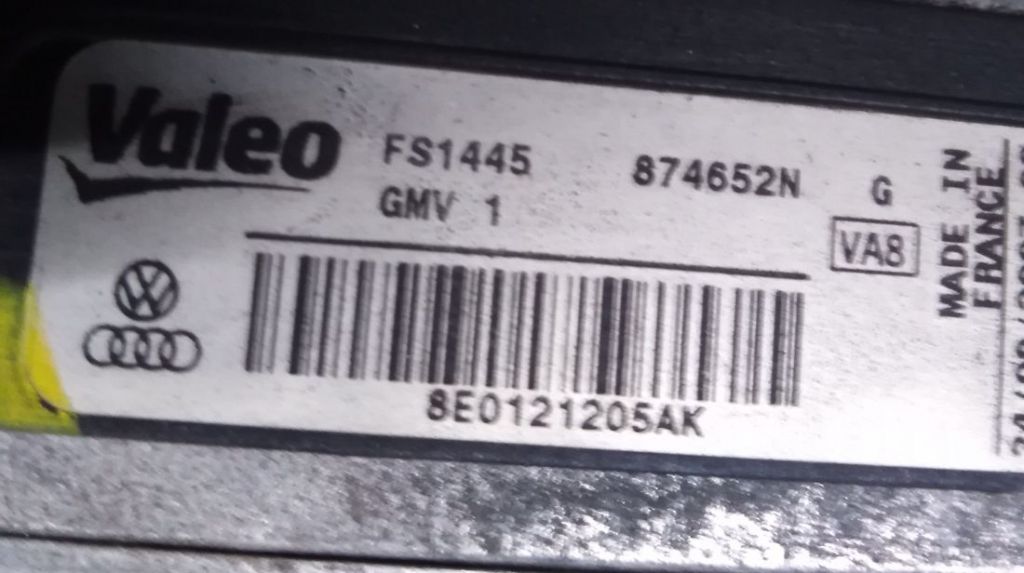 Valeo
FS1445
874652N
G
GMV 1
VA8
MADE IN
FRANCE
8E0121205AK